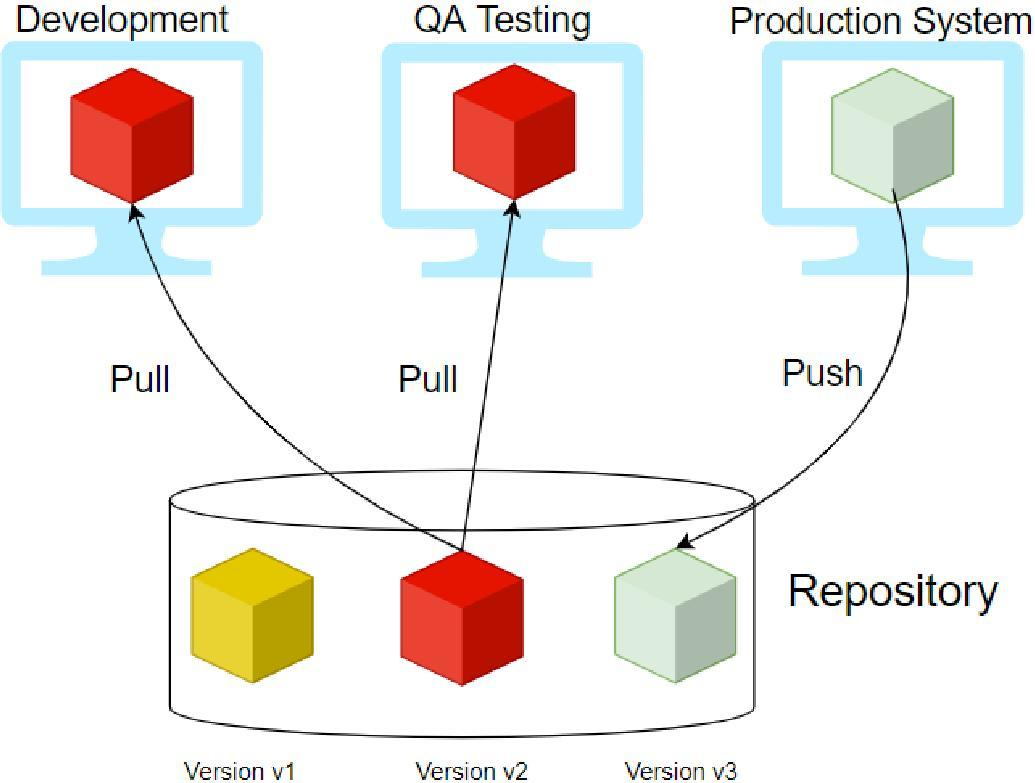 Development
QA Testing
Production System
Pull
Pull
Push
Repository
Version v1
Version v2
Version v3